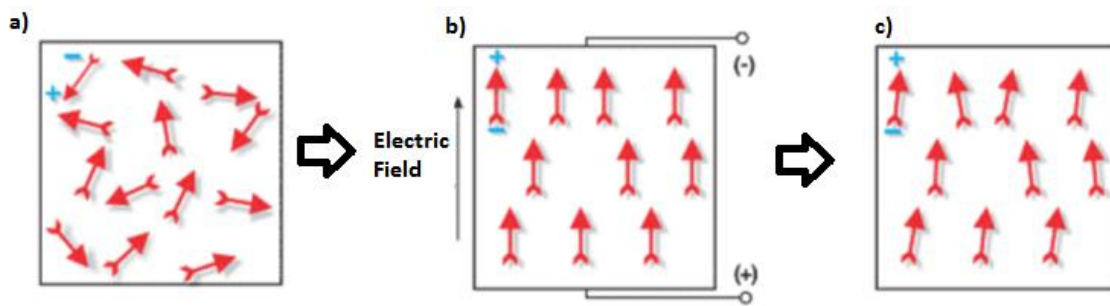 a)
−
+
b)
+
−
(-)
Electric
Field
(+)
c)
+
−